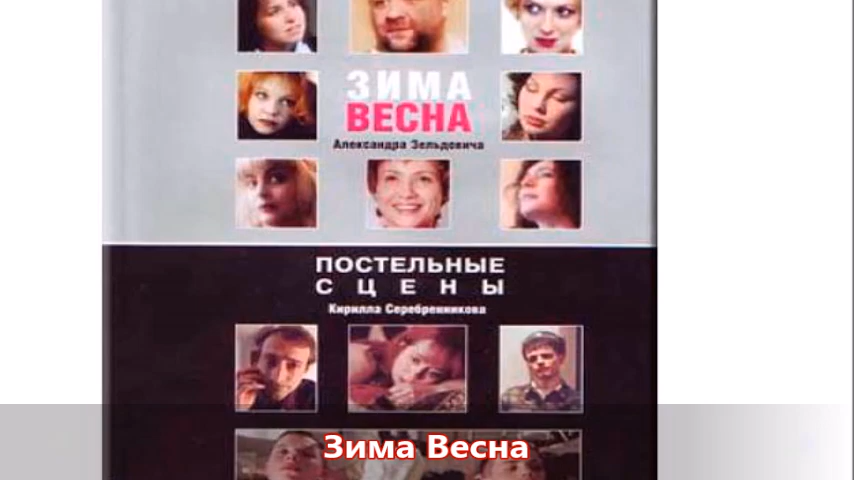 ЗИМА
ВЕСНА
Александра Зельдовича
ПОСТЕЛЬНЫЕ
СЦЕНЫ
Кирилла Серебренникова
Зима Весна